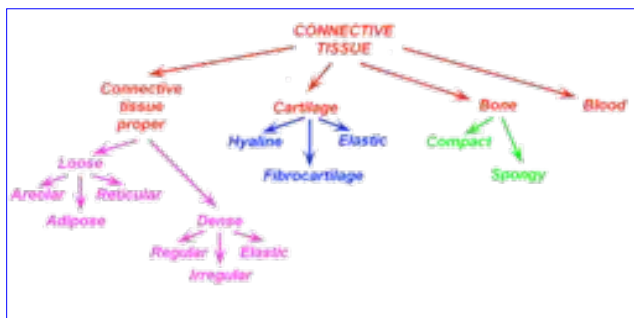 CONNECTIVE
TISSUE
Connective
tissue
proper
Cartilage
Bone
Blood
Hyaline
Elastic
Fibrocartilage
Compact
Spongy
Loose
Areolar
Reticular
Adipose
Dense
Regular
Elastic
Irregular